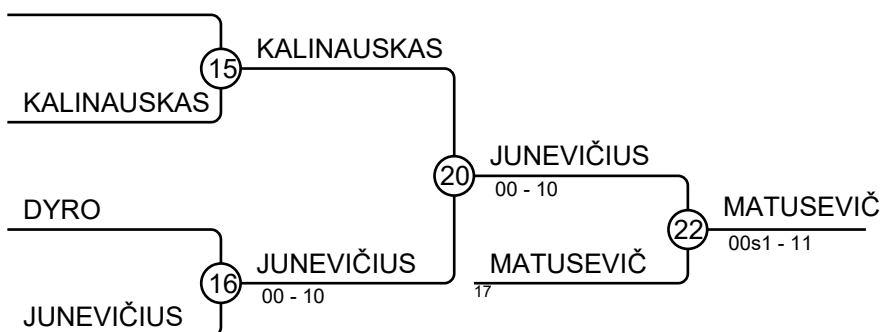 KALINAUSKAS
15
KALINAUSKAS
JUNEVIČIUS
20
00 - 10
DYRO
MATUSEVIČ
22
00s1 - 11
JUNEVIČIUS
16
00 - 10
MATUSEVIČ
17
JUNEVIČIUS